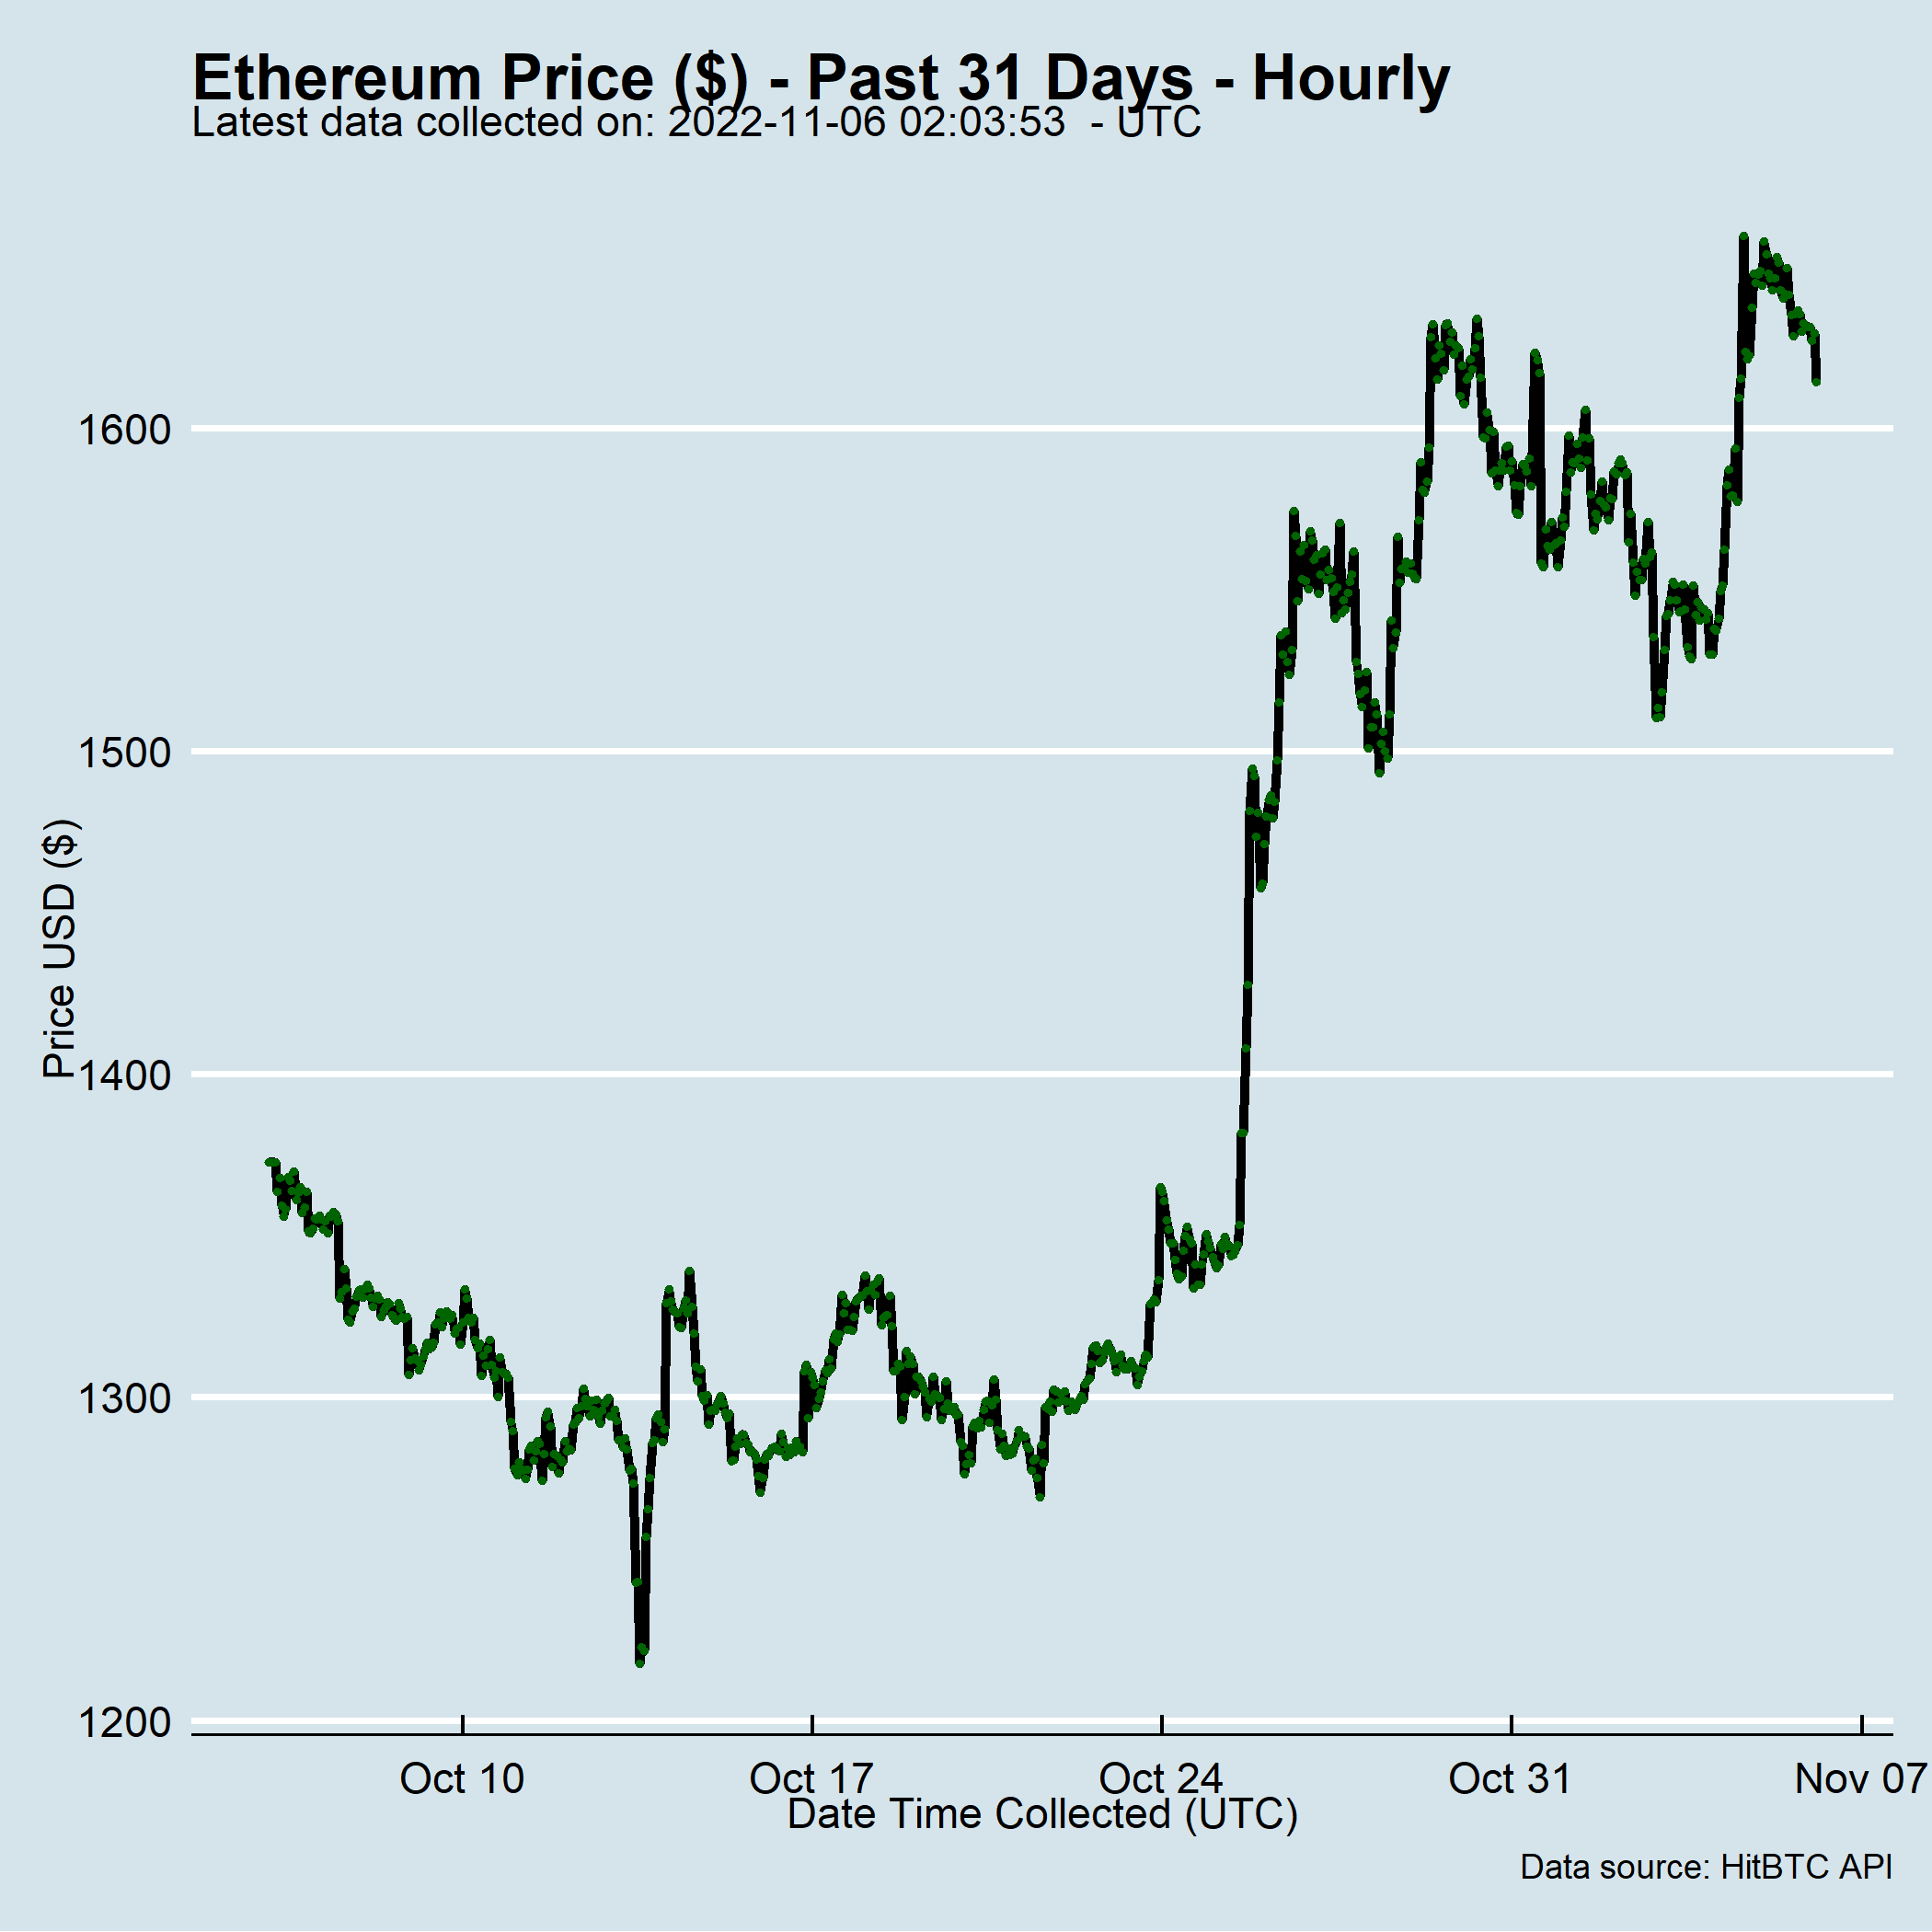 Ethereum Price ($) - Past 31 Days - Hourly
Latest data collected on: 2022-11-06 02:03:53  - UTC
1600
1500
1400
1300
1200
Price USD ($)
Oct 10
Oct 17
Oct 24
Oct 31
Nov 07
Date Time Collected (UTC)
Data source: HitBTC API